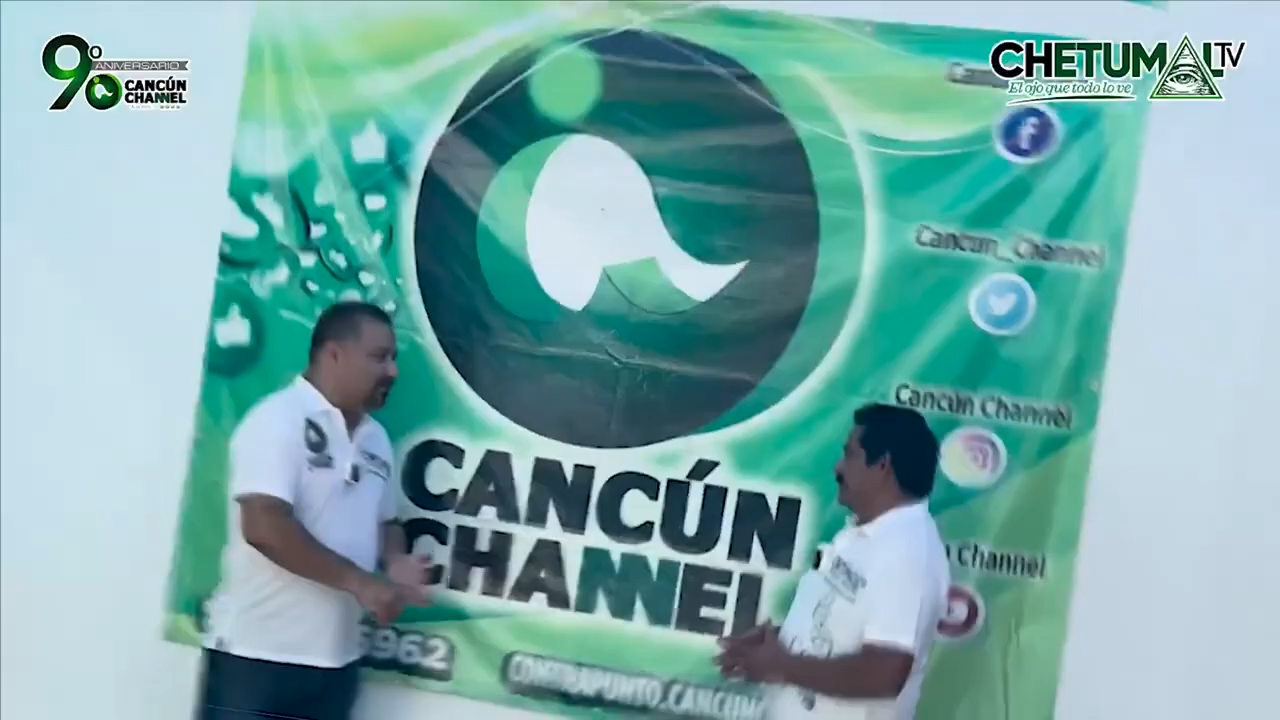 9º
ANIVERSARIO
CANCÚN
CHANNEL
CHETUMAL TV
El ojo que todo lo ve
Cancun_Channel
Cancún Channel
Channel
CANCÚN
CHANNEL
5962
CONTRAPUNTO.CANCUN